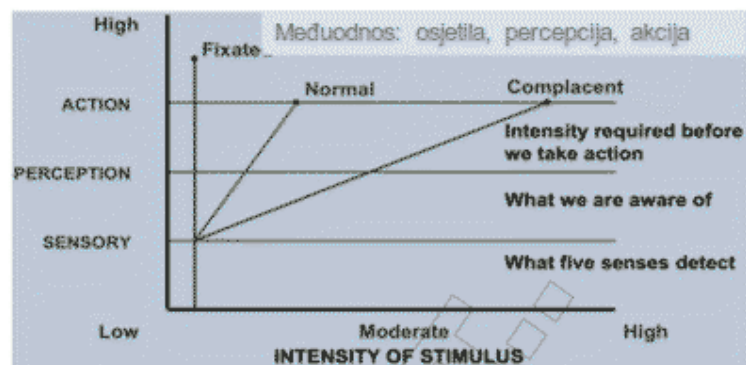 High
Međuodnos: osjetila, percepcija, akcija
Fixate
Normal
Complacent
ACTION
Intensity required before
we take action
PERCEPTION
What we are aware of
SENSORY
What five senses detect
Low
Moderate
High
INTENSITY OF STIMULUS